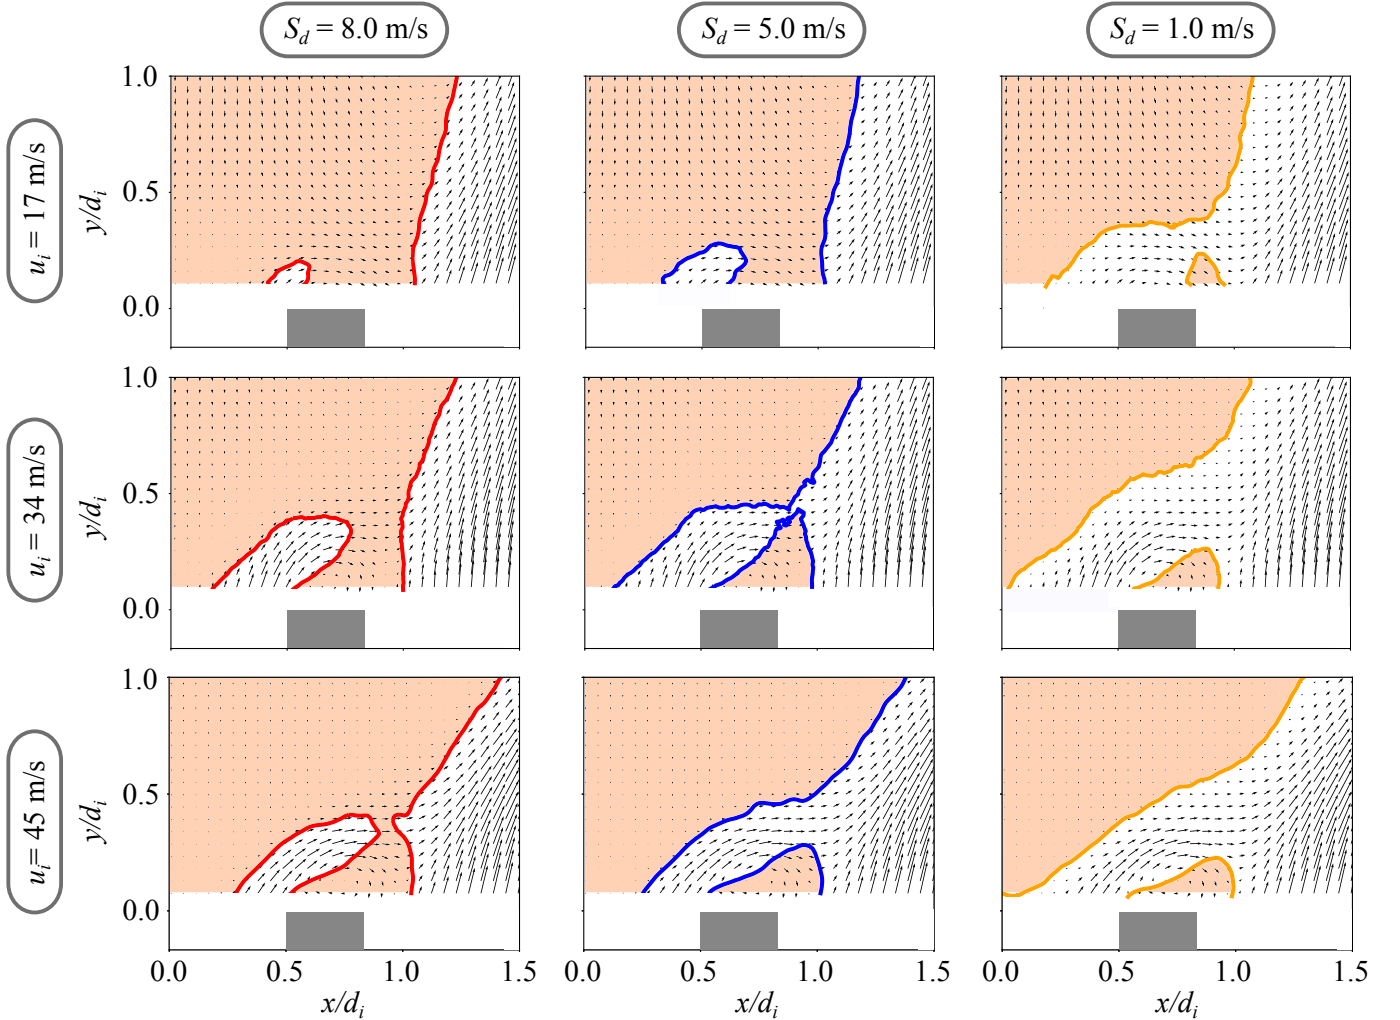 S_d = 8.0 m/s S_d = 5.0 m/s S_d = 1.0 m/s
u_i = 17 m/s
y/d_i
1.0
0.5
0.0
u_i = 34 m/s
y/d_i
1.0
0.5
0.0
u_i = 45 m/s
y/d_i
1.0
0.5
0.0
0.0 0.5 1.0 1.5 0.0 0.5 1.0 1.5 0.0 0.5 1.0 1.5
x/d_i x/d_i x/d_i